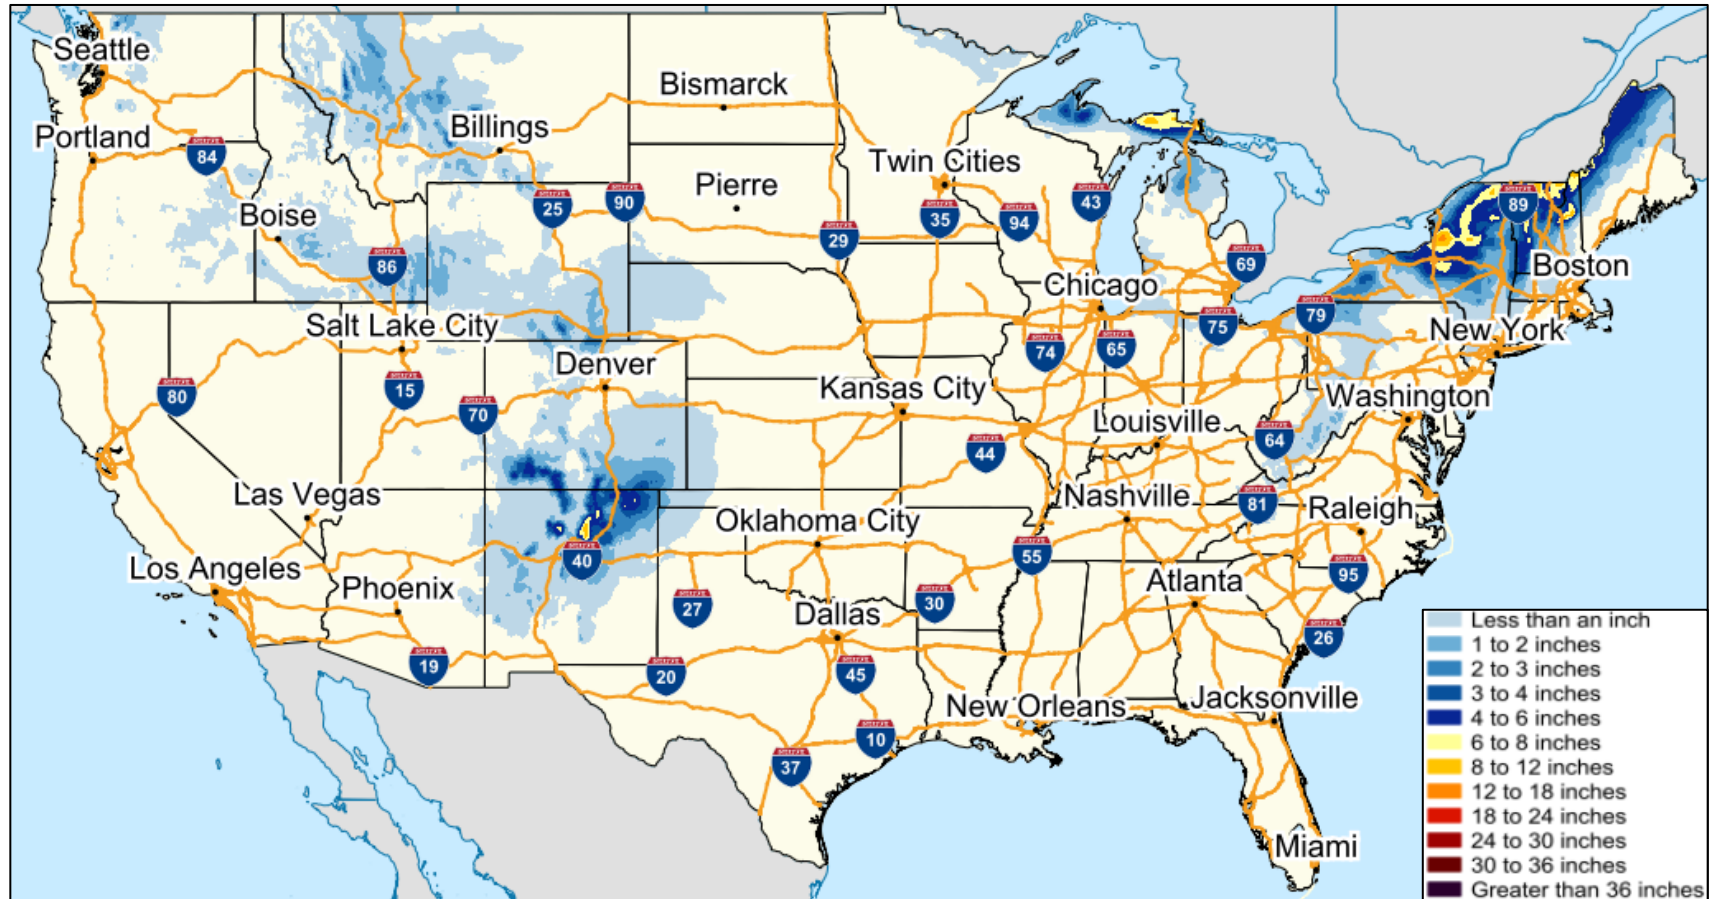 Seattle
Bismarck
Billings
Portland
84
Twin Cities
Pierre
Boise
25
90
35
94
43
89
29
86
69
Boston
Chicago
Salt Lake City
79
New York
75
74
65
Denver
80
15
70
Kansas City
Washington
Louisville
64
44
Las Vegas
Nashville
81
Raleigh
Oklahoma City
40
55
Los Angeles
Phoenix
Atlanta
95
27
30
Dallas
26
19
20
45
New Orleans
Jacksonville
10
37
Miami
Less than an inch
1 to 2 inches
2 to 3 inches
3 to 4 inches
4 to 6 inches
6 to 8 inches
8 to 12 inches
12 to 18 inches
18 to 24 inches
24 to 30 inches
30 to 36 inches
Greater than 36 inches